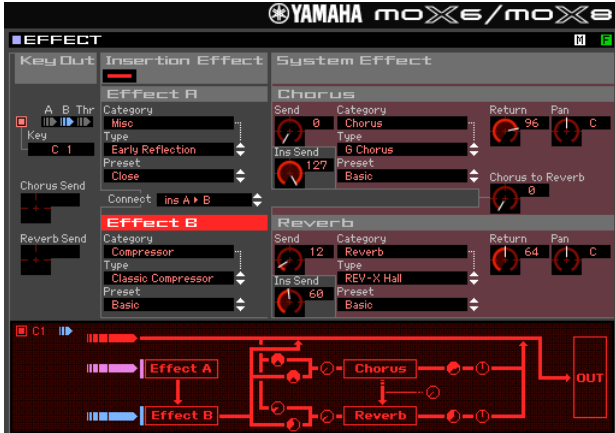 YAMAHA moX6/moX8
EFFECT M F
Key Out Insertion Effect System Effect
Effect A Chorus
A B Thr
Key
C 1
Category
Misc
Type
Early Reflection
Preset
Close
Send
0
Ins Send
127
Category
Chorus
Type
G Chorus
Preset
Basic
Return
96
Pan
C
Chorus Send
Connect ins A ▸ B
Chorus to Reverb
0
Effect B Reverb
Reverb Send
Category
Compressor
Type
Classic Compressor
Preset
Basic
Send
12
Ins Send
60
Category
Reverb
Type
REV-X Hall
Preset
Basic
Return
64
Pan
C
C1
Effect A Chorus
OUT
Effect B Reverb